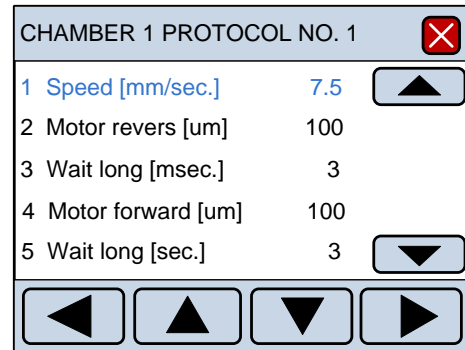 CHAMBER 1 PROTOCOL NO. 1
1 Speed [mm/sec.] 7.5
2 Motor revers [um] 100
3 Wait long [msec.] 3
4 Motor forward [um] 100
5 Wait long [sec.] 3